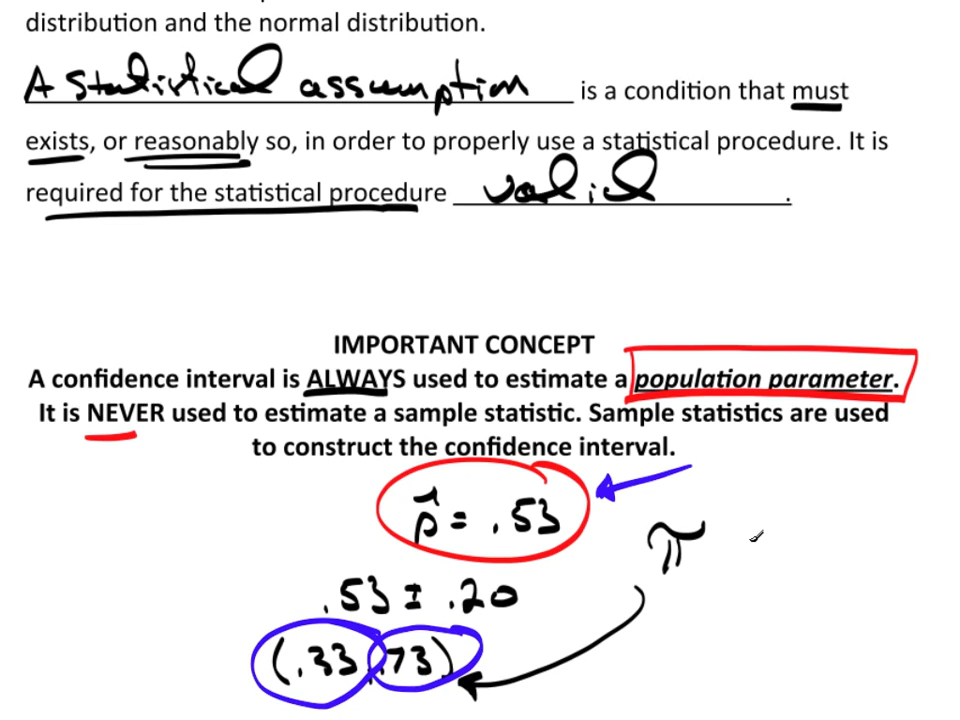 distribution and the normal distribution.
A statistical assumption is a condition that must
exists, or reasonably so, in order to properly use a statistical procedure. It is
required for the statistical procedure valid.
IMPORTANT CONCEPT
A confidence interval is ALWAYS used to estimate a population parameter.
It is NEVER used to estimate a sample statistic. Sample statistics are used
to construct the confidence interval.
p̂ = .53
π
.53 ± .20
(.33, .73)